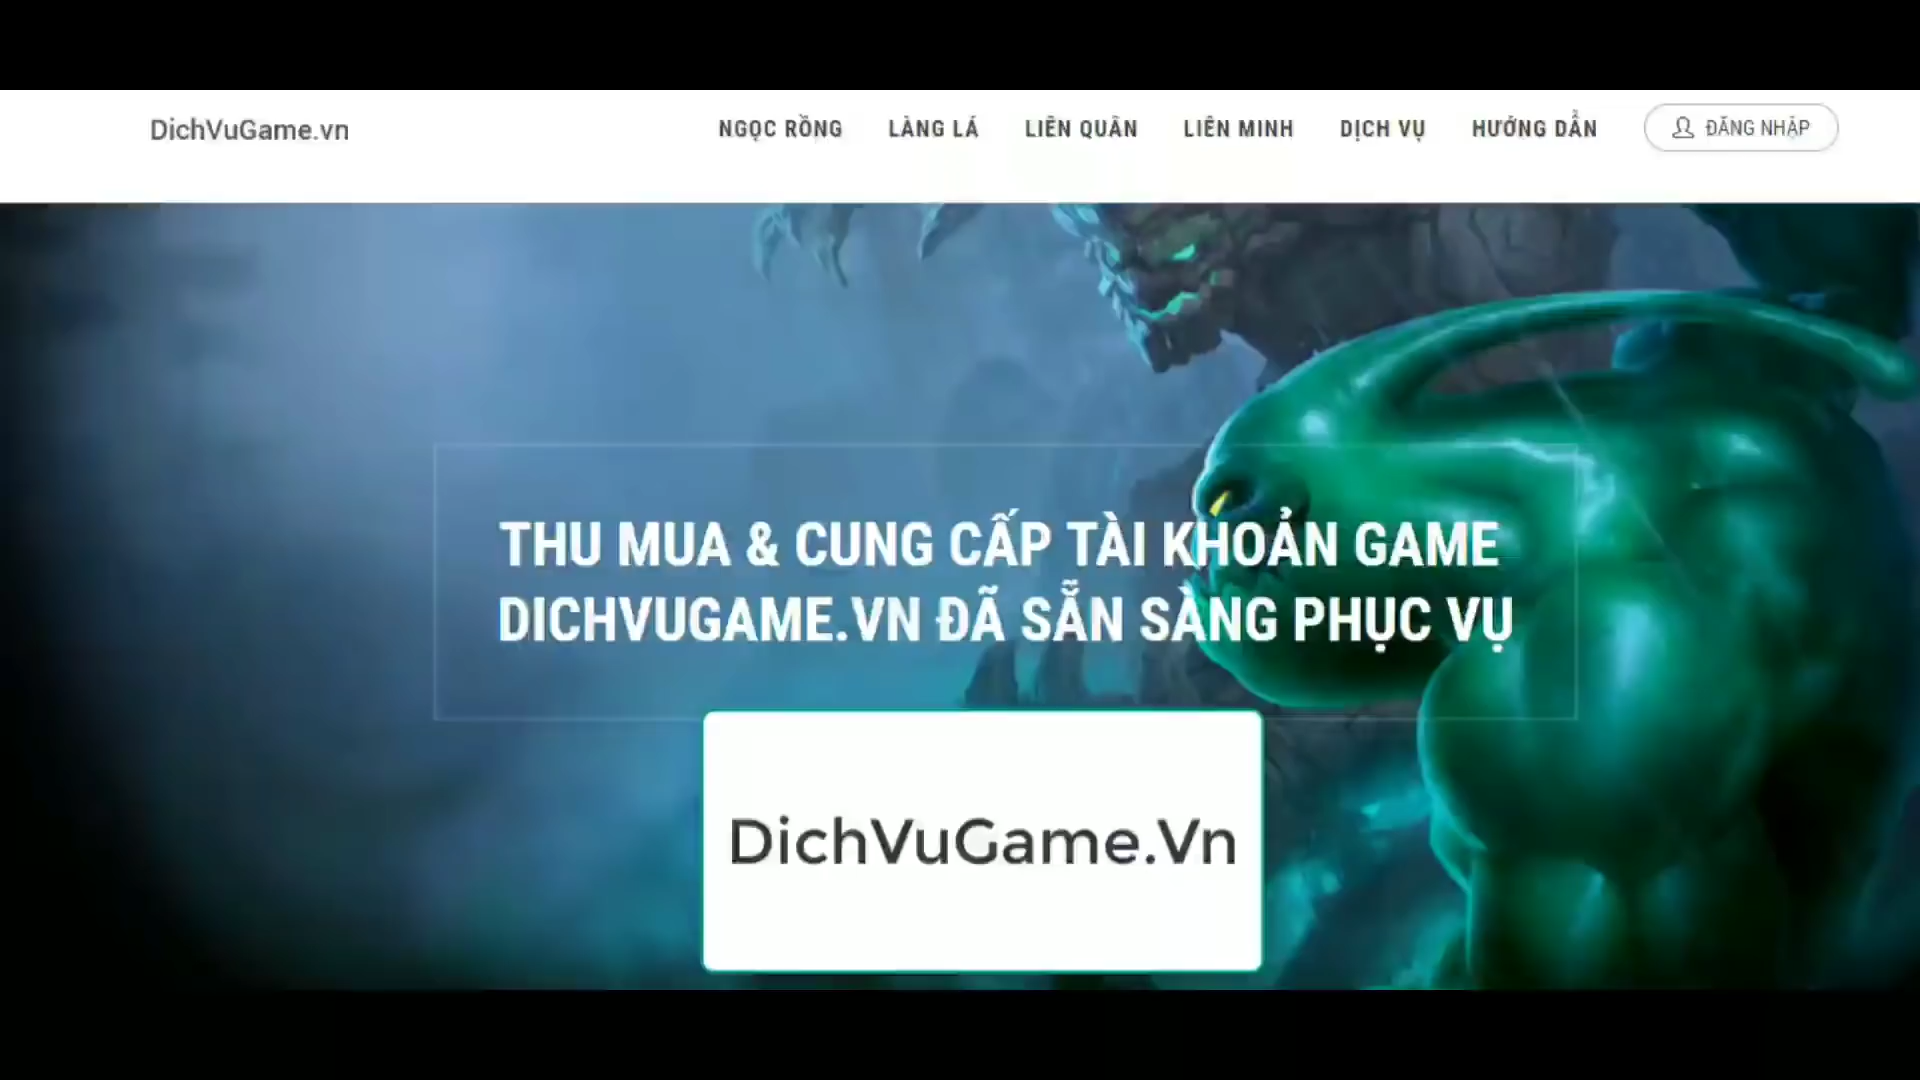 DichVuGame.vn
NGỌC RỒNG LÀNG LÁ LIÊN QUÂN LIÊN MINH DỊCH VỤ HƯỚNG DẪN ĐĂNG NHẬP
THU MUA & CUNG CẤP TÀI KHOẢN GAME
DICHVUGAME.VN ĐÃ SẴN SÀNG PHỤC VỤ
DichVuGame.Vn